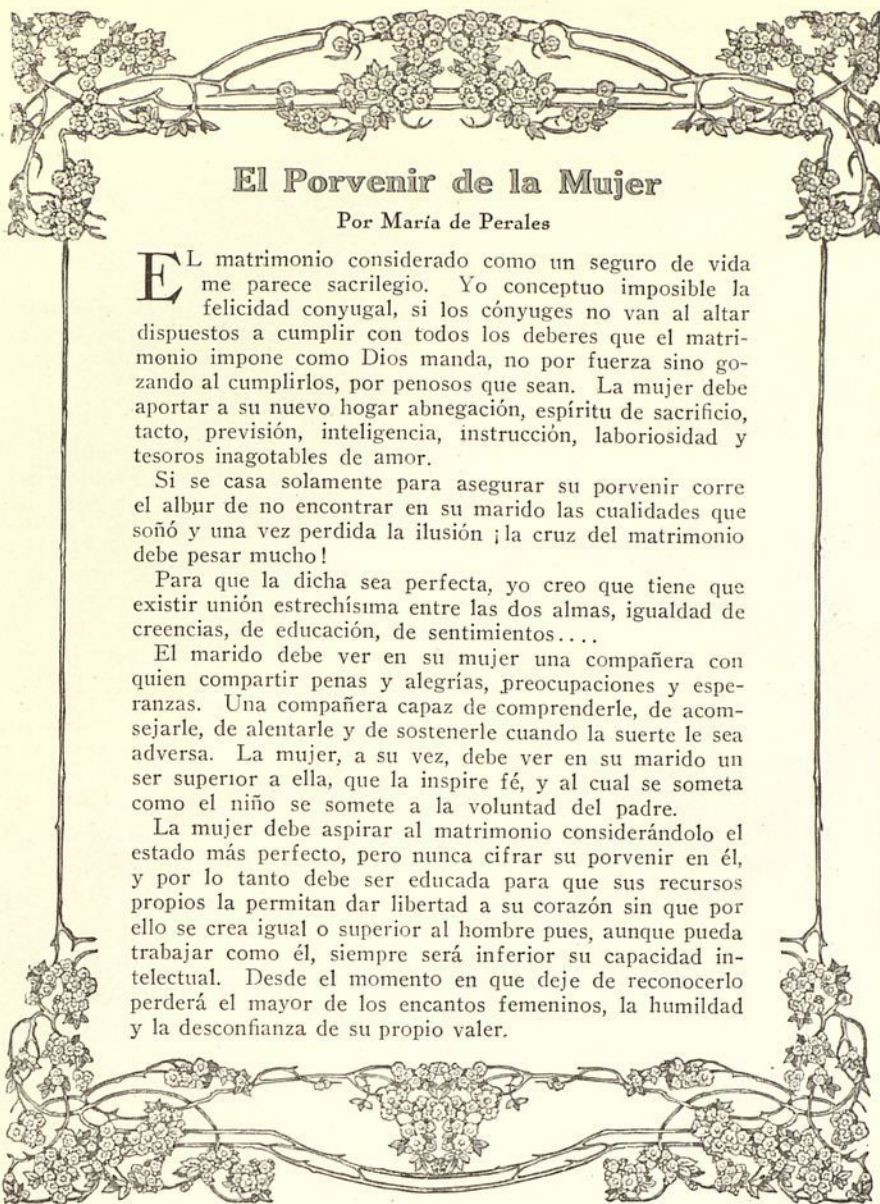 El Porvenir de la Mujer
Por María de Perales
EL matrimonio considerado como un seguro de vida
me parece sacrilegio. Yo conceptuo imposible la
felicidad conyugal, si los cónyuges no van al altar
dispuestos a cumplir con todos los deberes que el matri-
monio impone como Dios manda, no por fuerza sino go-
zando al cumplirlos, por penosos que sean. La mujer debe
aportar a su nuevo hogar abnegación, espíritu de sacrificio,
tacto, previsión, inteligencia, instrucción, laboriosidad y
tesoros inagotables de amor.
Si se casa solamente para asegurar su porvenir corre
el albur de no encontrar en su marido las cualidades que
soñó y una vez perdida la ilusión ¡la cruz del matrimonio
debe pesar mucho!
Para que la dicha sea perfecta, yo creo que tiene que
existir unión estrechísima entre las dos almas, igualdad de
creencias, de educación, de sentimientos....
El marido debe ver en su mujer una compañera con
quien compartir penas y alegrías, preocupaciones y espe-
ranzas. Una compañera capaz de comprenderle, de acom-
sejarle, de alentarle y de sostenerle cuando la suerte le sea
adversa. La mujer, a su vez, debe ver en su marido un
ser superior a ella, que la inspire fé, y al cual se someta
como el niño se somete a la voluntad del padre.
La mujer debe aspirar al matrimonio considerándolo el
estado más perfecto, pero nunca cifrar su porvenir en él,
y por lo tanto debe ser educada para que sus recursos
propios la permitan dar libertad a su corazón sin que por
ello se crea igual o superior al hombre pues, aunque pueda
trabajar como él, siempre será inferior su capacidad in-
telectual. Desde el momento en que deje de reconocerlo
perderá el mayor de los encantos femeninos, la humildad
y la desconfianza de su propio valer.